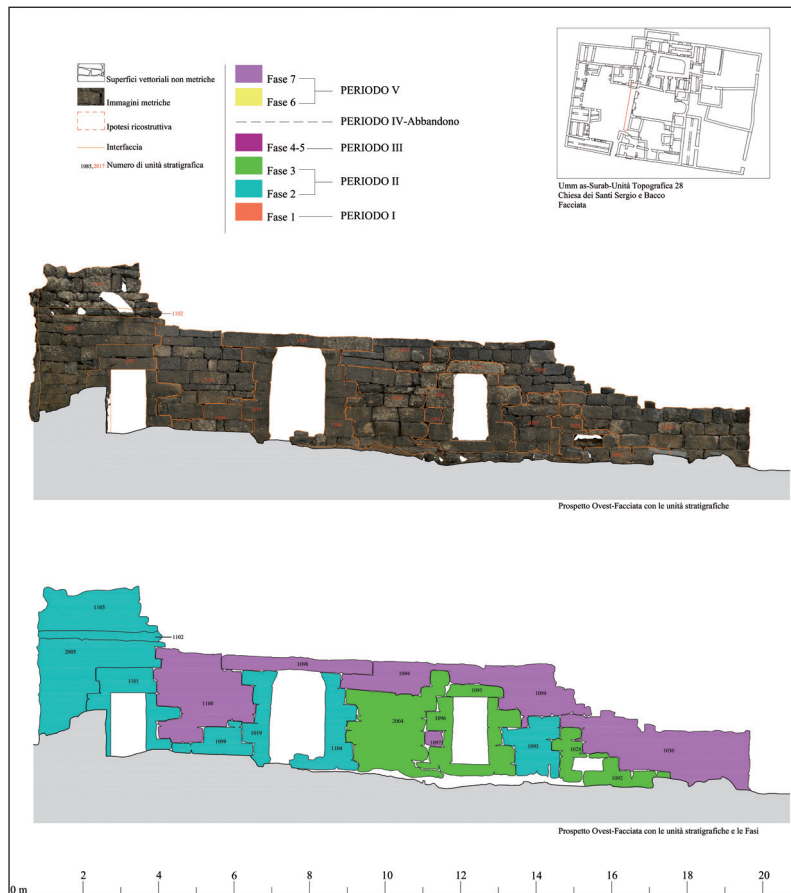 Superfici vettoriali non metriche
Immagini metriche
Ipotesi ricostruttiva
Interfaccia
1085,2017 Numero di unità stratigrafica
Fase 7
Fase 6
PERIODO V
PERIODO IV-Abbandono
Fase 4-5
PERIODO III
Fase 3
Fase 2
PERIODO II
Fase 1
PERIODO I
Umm as-Surab-Unità Topografica 28
Chiesa dei Santi Sergio e Bacco
Facciata
1102
Prospetto Ovest-Facciata con le unità stratigrafiche
1102
2005
1101
1098
1100
1099
1019
1104
1094
2004
1096
1095
1094
1093
1030
1092
Prospetto Ovest-Facciata con le unità stratigrafiche e le Fasi
0 m 2 4 6 8 10 12 14 16 18 20